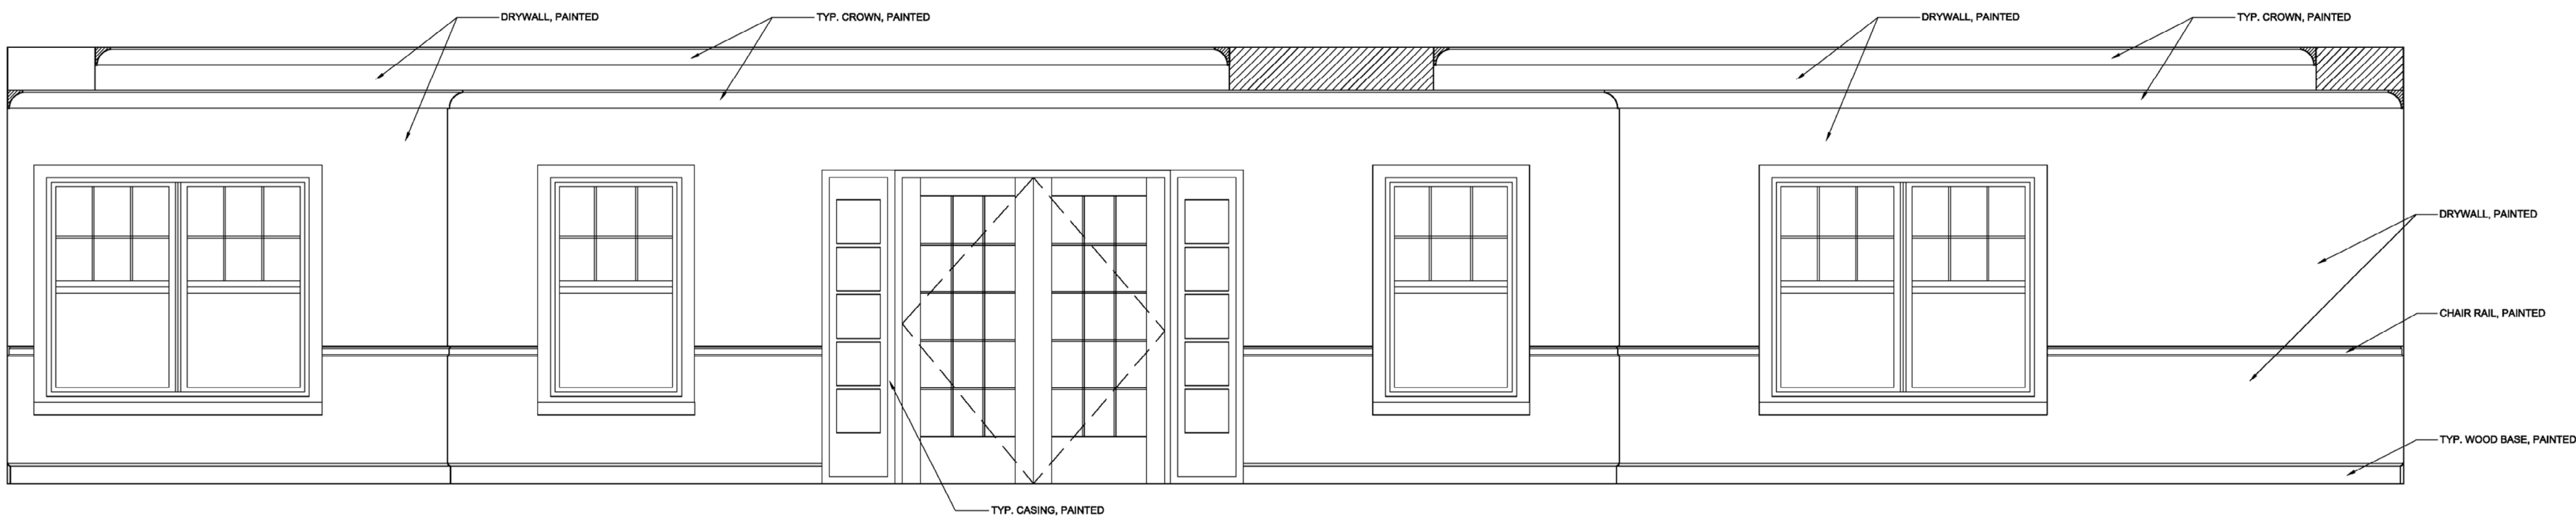 DRYWALL, PAINTED
TYP. CROWN, PAINTED
DRYWALL, PAINTED
TYP. CROWN, PAINTED
DRYWALL, PAINTED
CHAIR RAIL, PAINTED
TYP. WOOD BASE, PAINTED
TYP. CASING, PAINTED